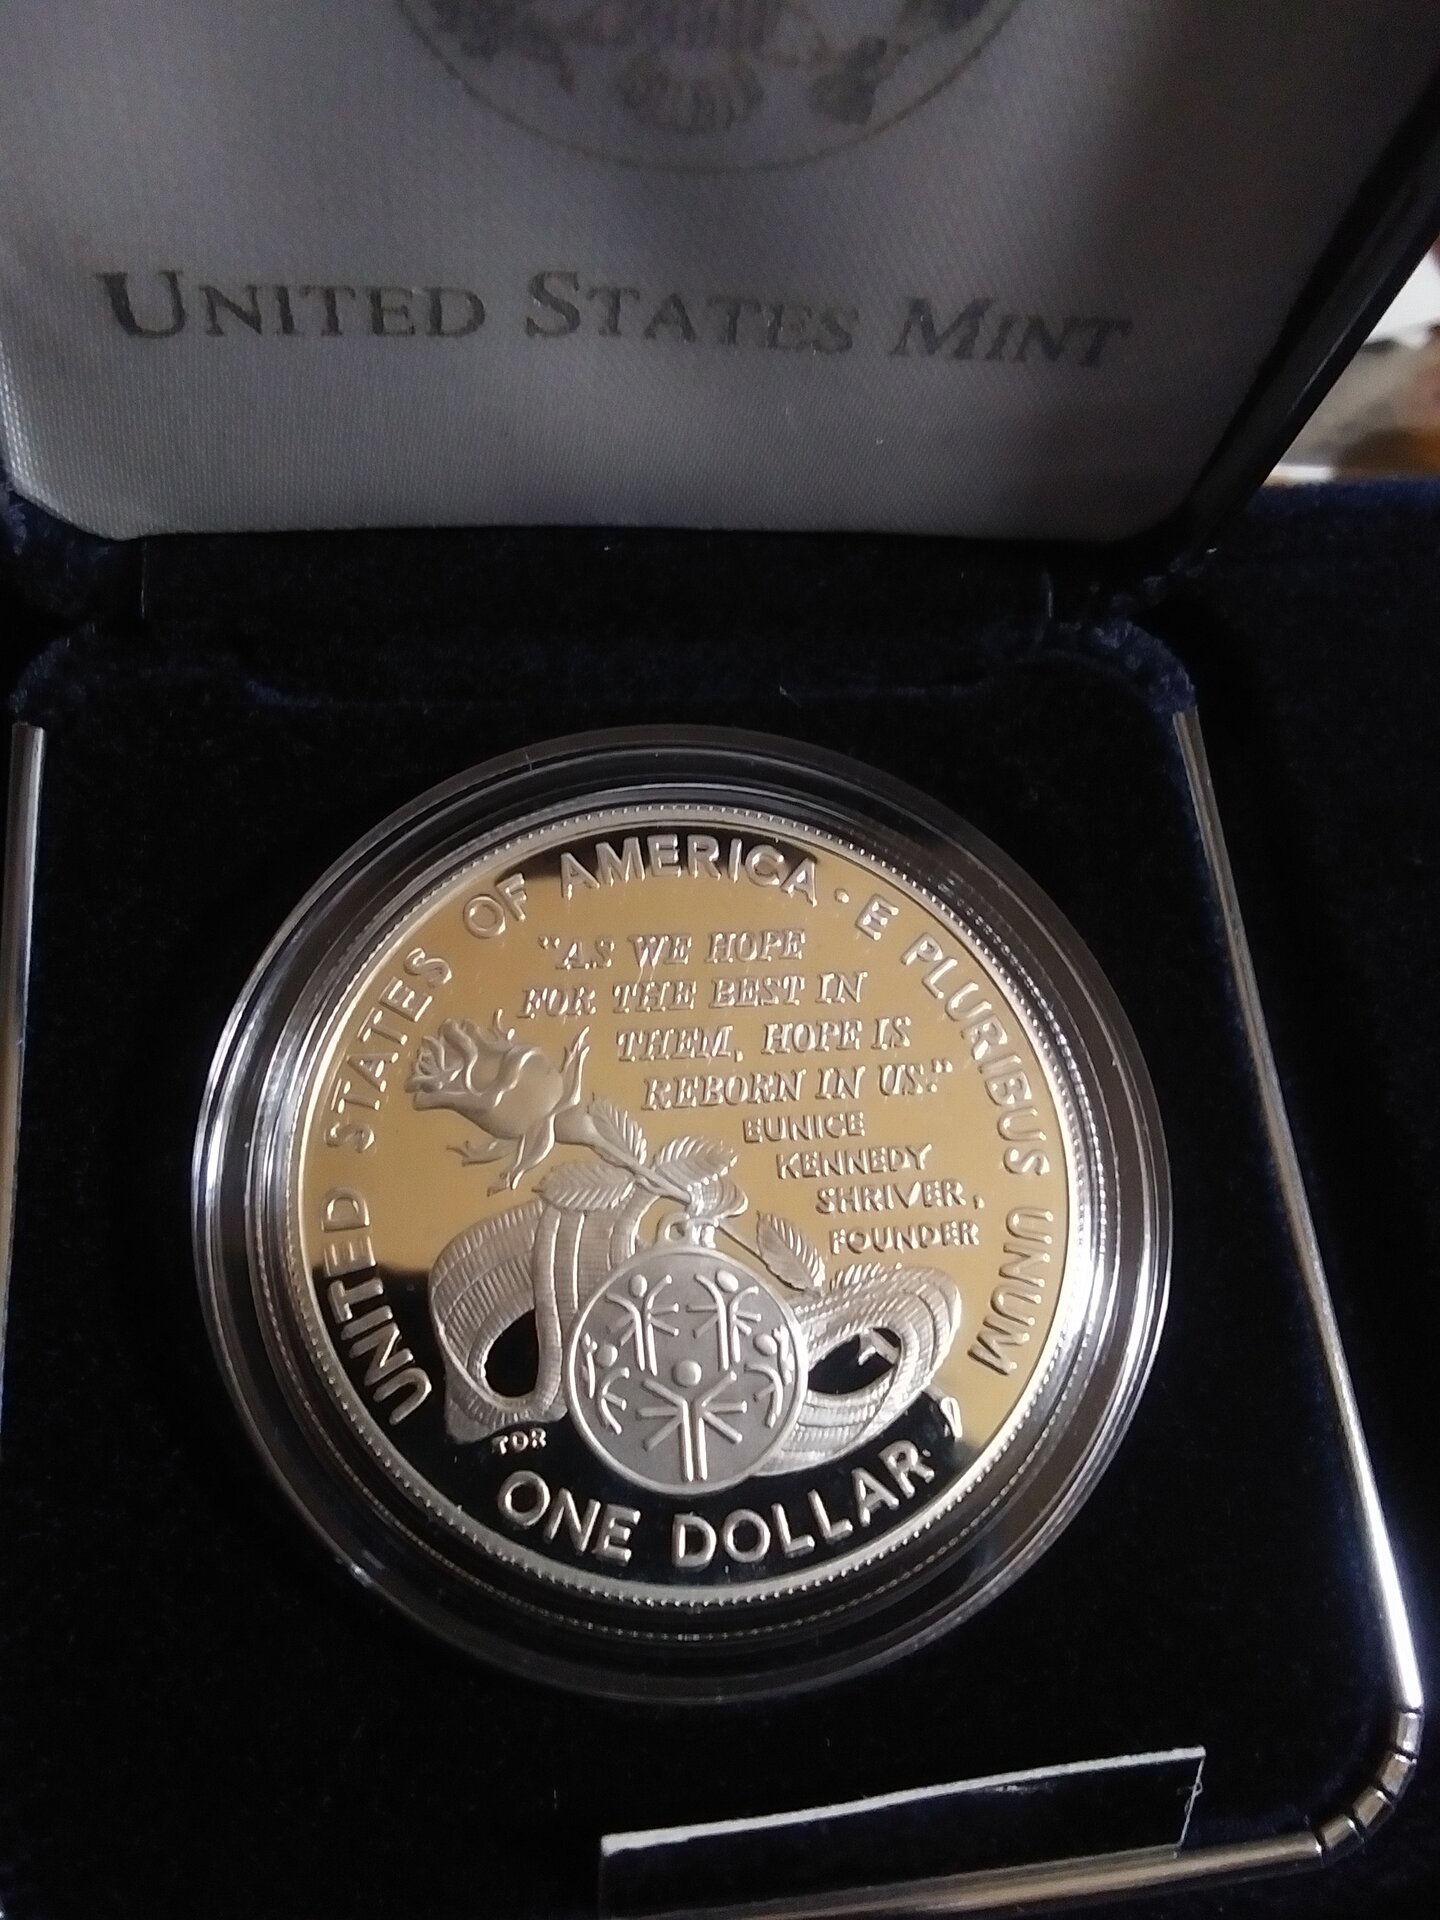 UNITED STATES MINT
UNITED STATES OF AMERICA · E PLURIBUS UNUM
"AS WE HOPE
FOR THE BEST IN
THEM, HOPE IS
REBORN IN US."
EUNICE
KENNEDY
SHRIVER,
FOUNDER
TDR
ONE DOLLAR